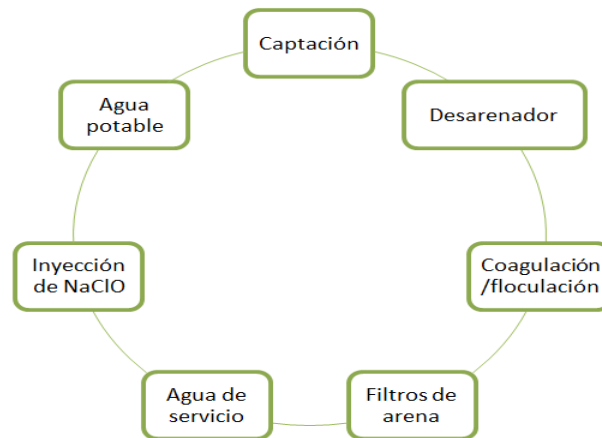 Captación
Desarenador
Coagulación
/floculación
Filtros de
arena
Agua de
servicio
Inyección
de NaClO
Agua
potable